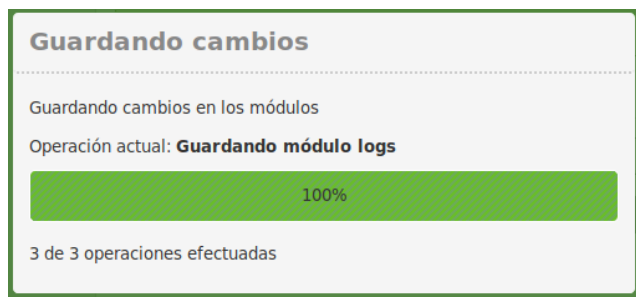 Guardando cambios
Guardando cambios en los módulos
Operación actual: Guardando módulo logs
100%
3 de 3 operaciones efectuadas